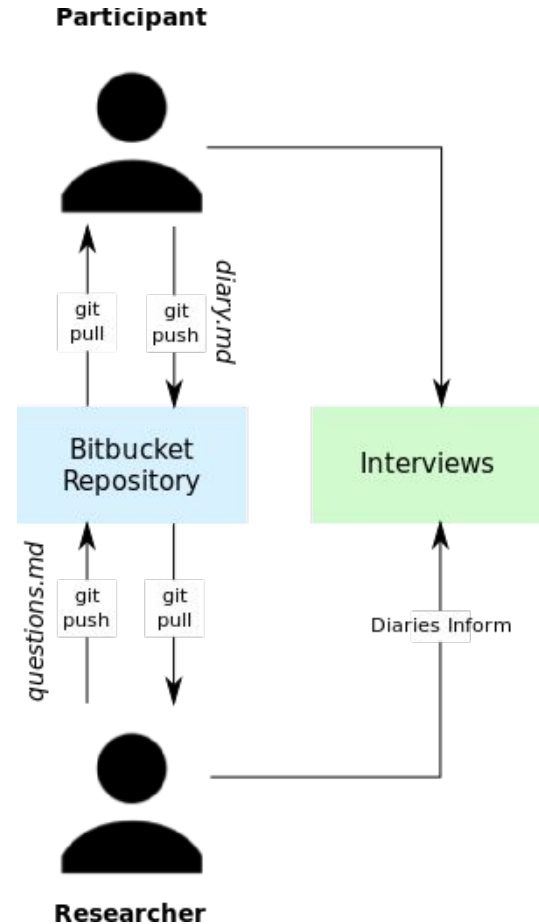 Participant
git
pull
git
push
diary.md
Bitbucket
Repository
Interviews
questions.md
git
push
git
pull
Diaries Inform
Researcher